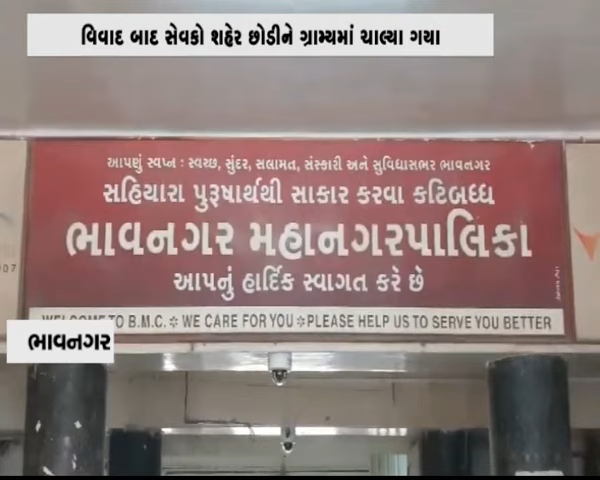 વિવાદ બાદ સેવકો શહેર છોડીને ગ્રામ્યમાં ચાલ્યા ગયા
આપણું સ્વપ્ન : સ્વચ્છ, સુંદર, સલામત, સંસ્કારી અને સુવિધાસભર ભાવનગર
સહિયારા પુરૂષાર્થથી સાકાર કરવા કટિબધ્ધ
ભાવનગર મહાનગરપાલિકા
આપનું હાર્દિક સ્વાગત કરે છે
WELCOME TO B.M.C. ❖ WE CARE FOR YOU ❖ PLEASE HELP US TO SERVE YOU BETTER
ભાવનગર